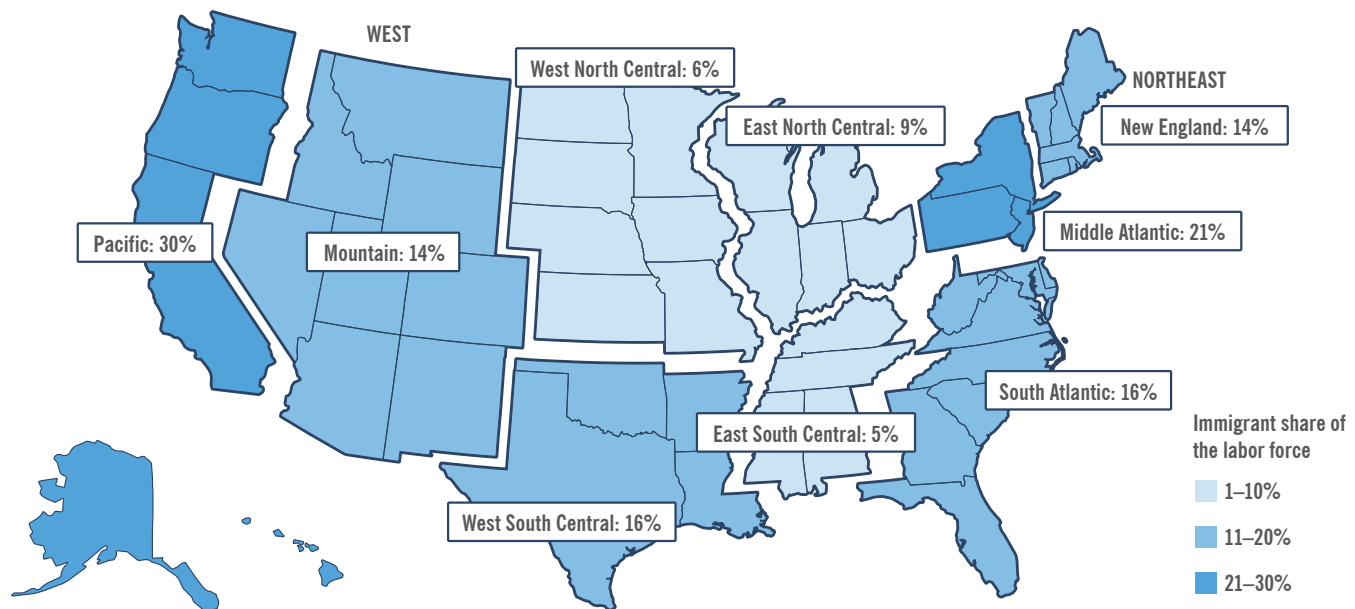 WEST
West North Central: 6%
NORTHEAST
East North Central: 9%
New England: 14%
Pacific: 30%
Mountain: 14%
Middle Atlantic: 21%
South Atlantic: 16%
East South Central: 5%
West South Central: 16%
Immigrant share of
the labor force
1–10%
11–20%
21–30%